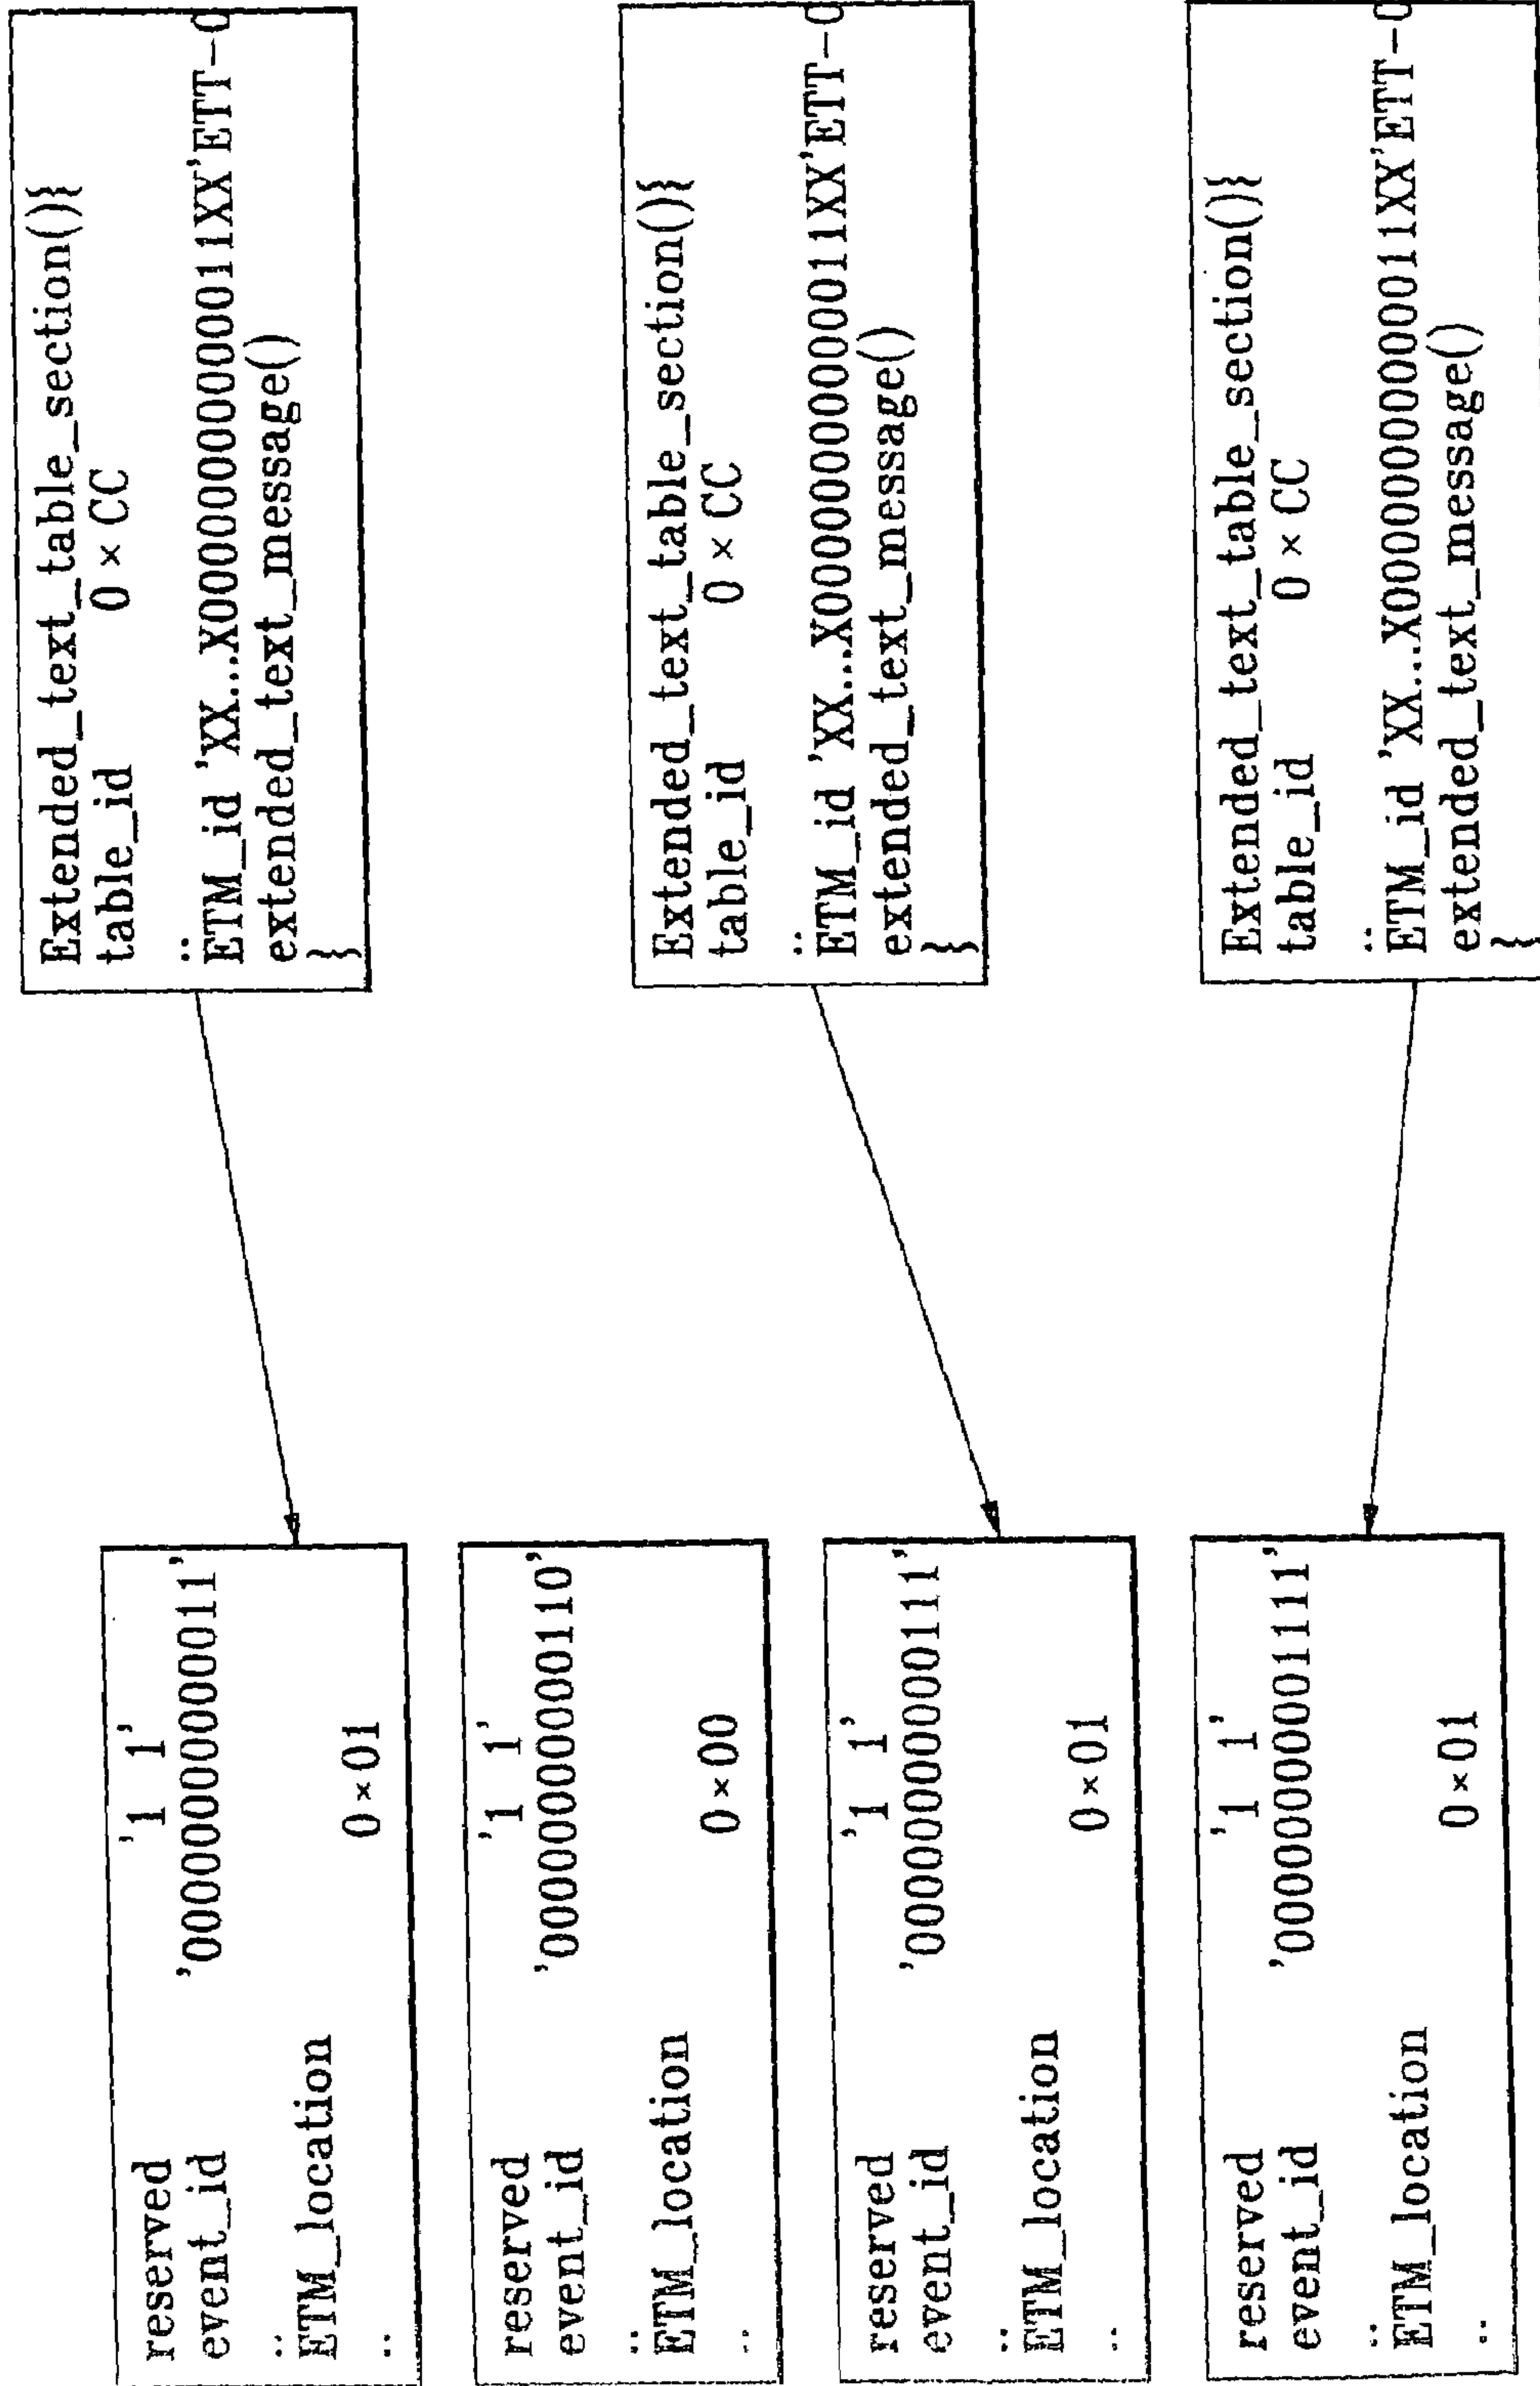 reserved '1 1'
event_id '00000000000011'
:
ETM_location 0×01
:
reserved '1 1'
event_id '00000000000110'
:
ETM_location 0×00
:
reserved '1 1'
event_id '00000000000111'
:
ETM_location 0×01
:
reserved '1 1'
event_id '00000000001111'
:
ETM_location 0×01
:
Extended_text_table_section(){
table_id 0×CC
:
ETM_id 'XX...X00000000000011XX'ETT-0
extended_text_message()
}
Extended_text_table_section(){
table_id 0×CC
:
ETM_id 'XX...X00000000000011XX'ETT-0
extended_text_message()
}
Extended_text_table_section(){
table_id 0×CC
:
ETM_id 'XX...X00000000000011XX'ETT-0
extended_text_message()
}